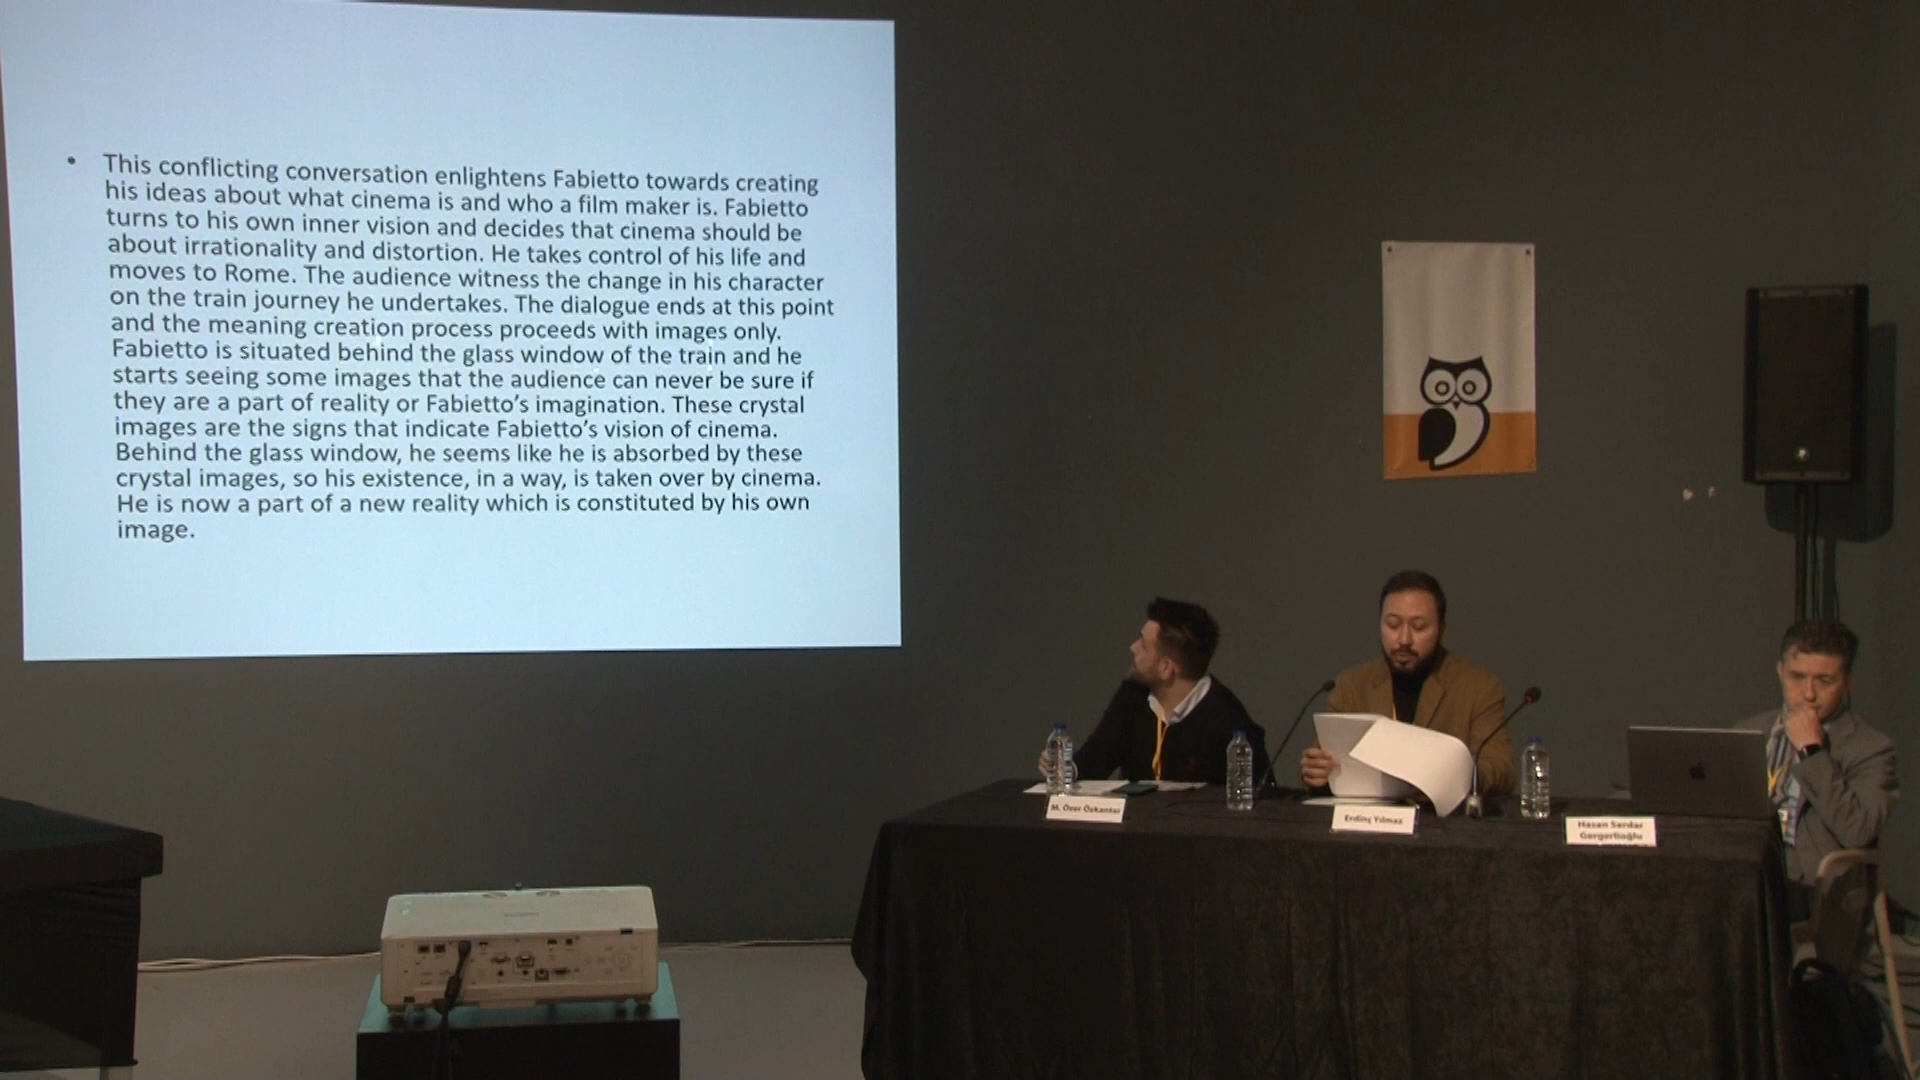 • This conflicting conversation enlightens Fabietto towards creating
his ideas about what cinema is and who a film maker is. Fabietto
turns to his own inner vision and decides that cinema should be
about irrationality and distortion. He takes control of his life and
moves to Rome. The audience witness the change in his character
on the train journey he undertakes. The dialogue ends at this point
and the meaning creation process proceeds with images only.
Fabietto is situated behind the glass window of the train and he
starts seeing some images that the audience can never be sure if
they are a part of reality or Fabietto's imagination. These crystal
images are the signs that indicate Fabietto's vision of cinema.
Behind the glass window, he seems like he is absorbed by these
crystal images, so his existence, in a way, is taken over by cinema.
He is now a part of a new reality which is constituted by his own
image.
M. Özer Özkantar
Erdinç Yılmaz
Hasan Serdar
Gergerlioğlu